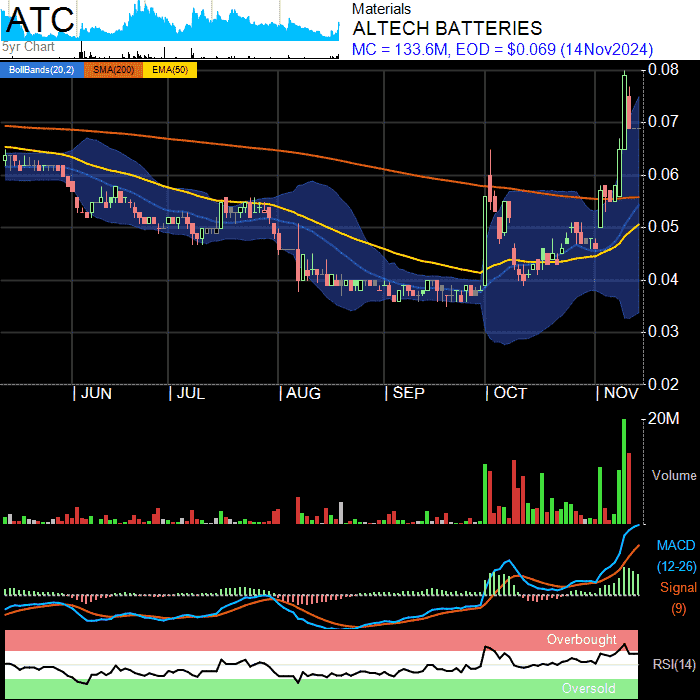 ATC
5yr Chart
Materials
ALTECH BATTERIES
MC = 133.6M, EOD = $0.069 (14Nov2024)
BollBands(20,2) SMA(200) EMA(50)
0.08
0.07
0.06
0.05
0.04
0.03
0.02
JUN JUL AUG SEP OCT NOV
20M
Volume
MACD
(12-26)
Signal
(9)
Overbought
RSI(14)
Oversold